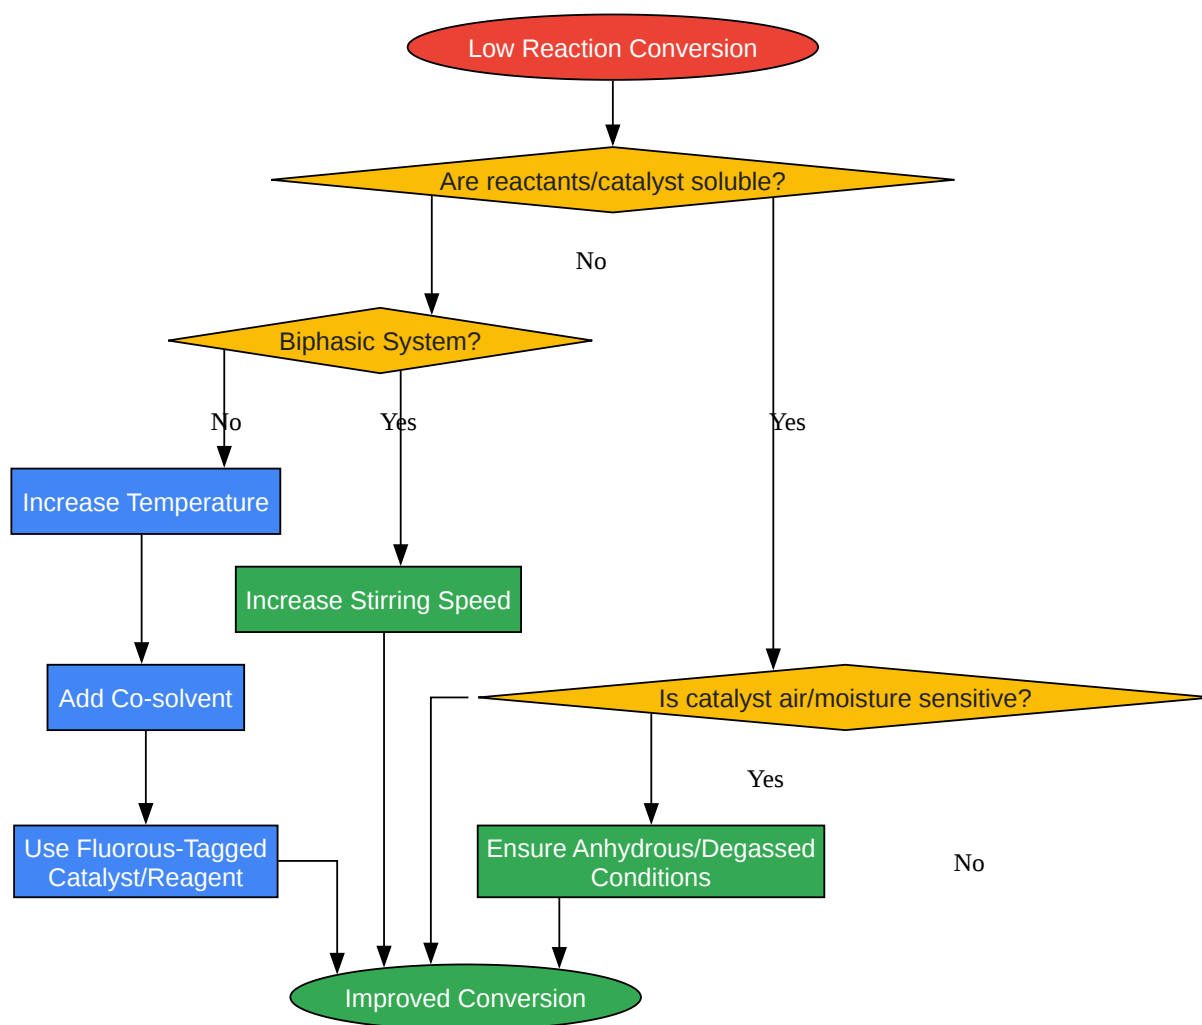 Low Reaction Conversion
Are reactants/catalyst soluble?
No
Biphasic System?
No
Yes
Yes
Increase Temperature
Increase Stirring Speed
Add Co-solvent
Is catalyst air/moisture sensitive?
Yes
Use Fluorous-Tagged
Catalyst/Reagent
Ensure Anhydrous/Degassed
Conditions
No
Improved Conversion